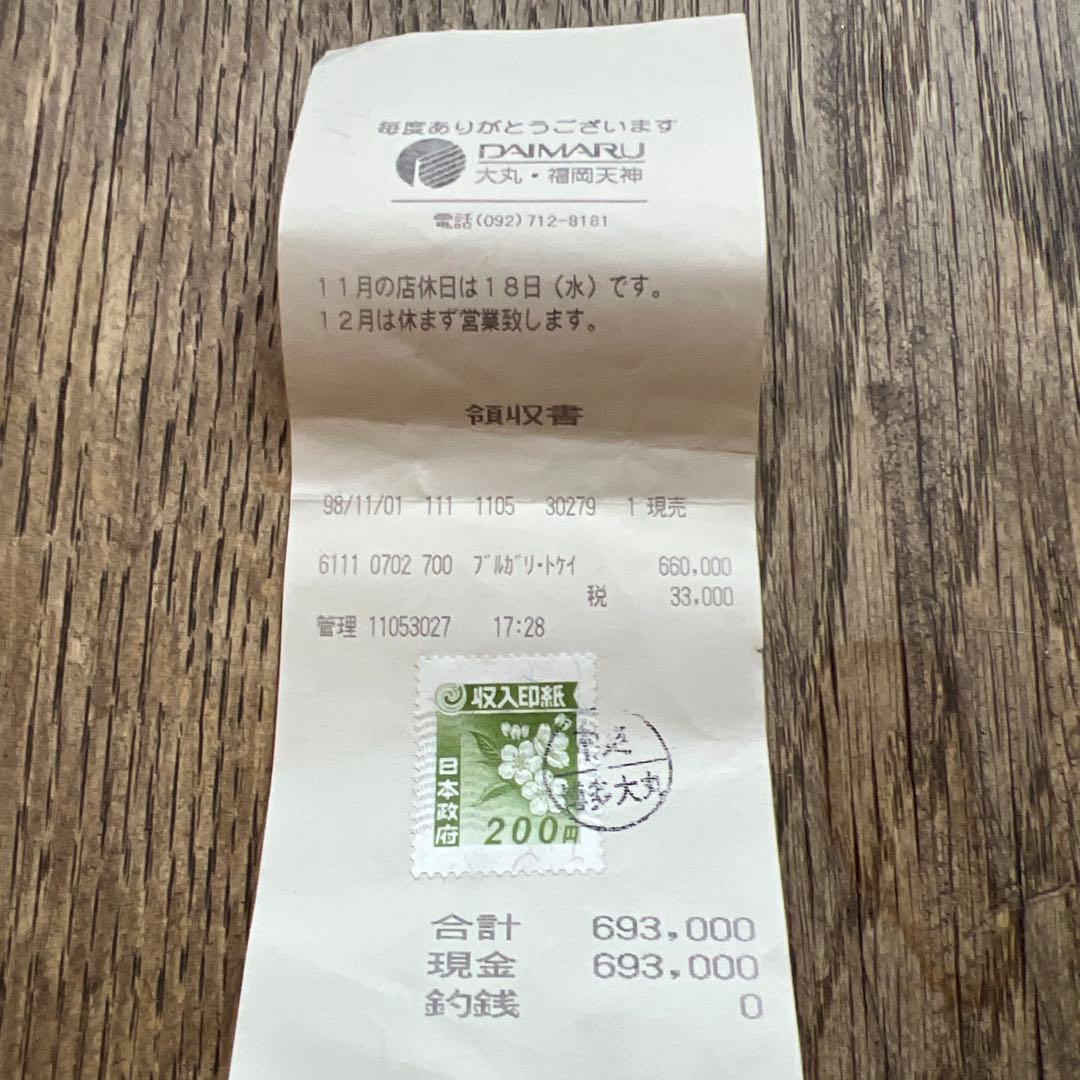 毎度ありがとうございます
DAIMARU
大丸・福岡天神
電話(092)712-8181
11月の店休日は18日(水)です。
12月は休まず営業致します。
領収書
98/11/01 111 1105 30279 1 現売
6111 0702 700 ブルガリ・トケイ 660,000
税 33,000
管理 11053027 17:28
収入印紙
日本政府
200円
博多大丸
合計 693,000
現金 693,000
釣銭 0